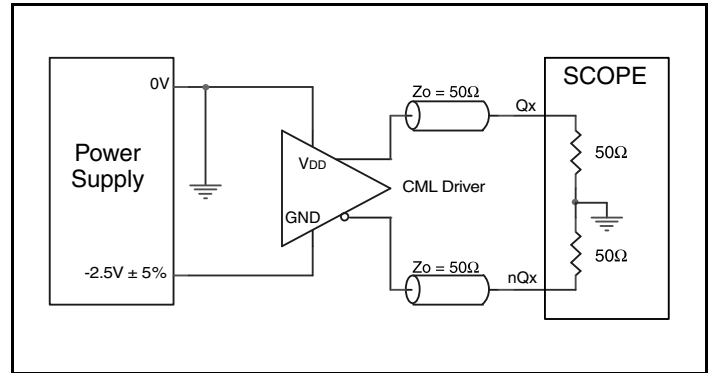 0V
SCOPE
Zo = 50Ω
Qx
Power
Supply
VDD
50Ω
CML Driver
GND
50Ω
-2.5V ± 5%
Zo = 50Ω
nQx